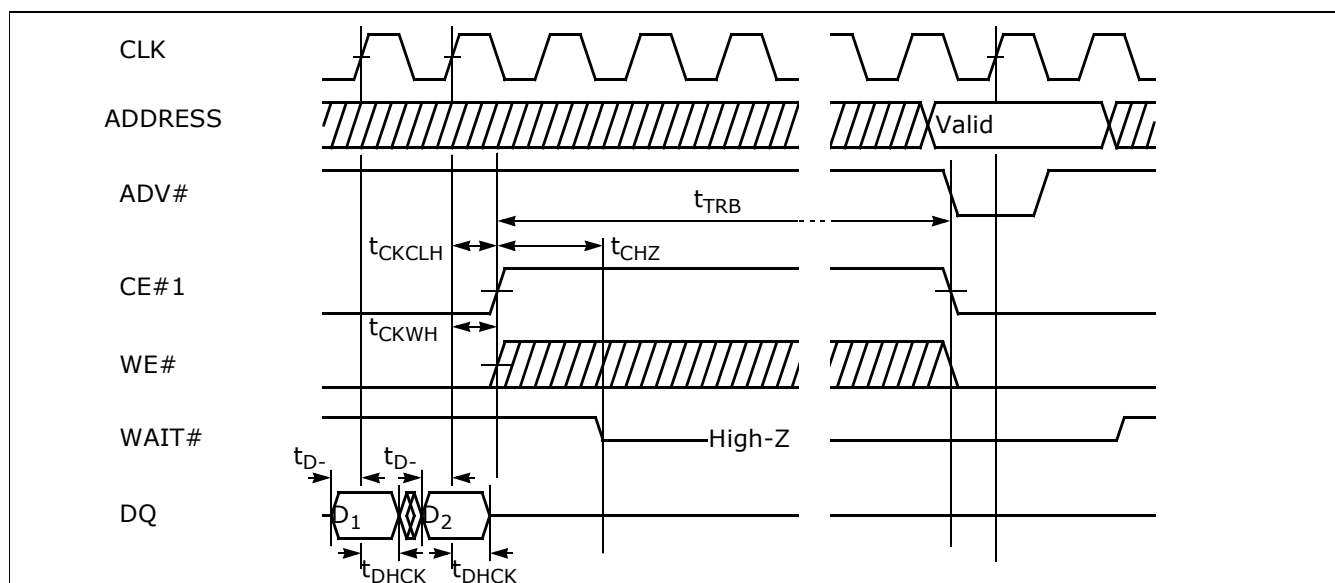 CLK
ADDRESS
Valid
ADV#
tTRB
tCKCLH
tCHZ
CE#1
tCKWH
WE#
WAIT#
High-Z
tD-
tD-
DQ
D1
D2
tDHCK
tDHCK